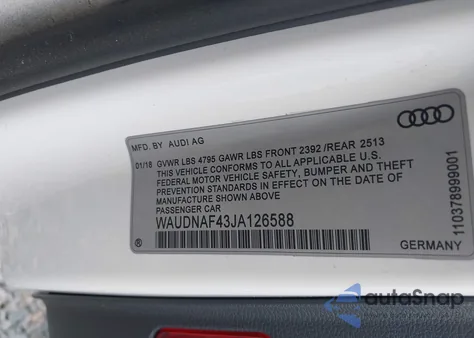 MFD. BY AUDI AG
01/18 GVWR LBS 4795 GAWR LBS FRONT 2392 /REAR 2513
THIS VEHICLE CONFORMS TO ALL APPLICABLE U.S.
FEDERAL MOTOR VEHICLE SAFETY, BUMPER AND THEFT
PREVENTION STANDARDS IN EFFECT ON THE DATE OF
MANUFACTURE SHOWN ABOVE
PASSENGER CAR
WAUDNAF43JA126588
®
GERMANY
110378999001
autoSnap